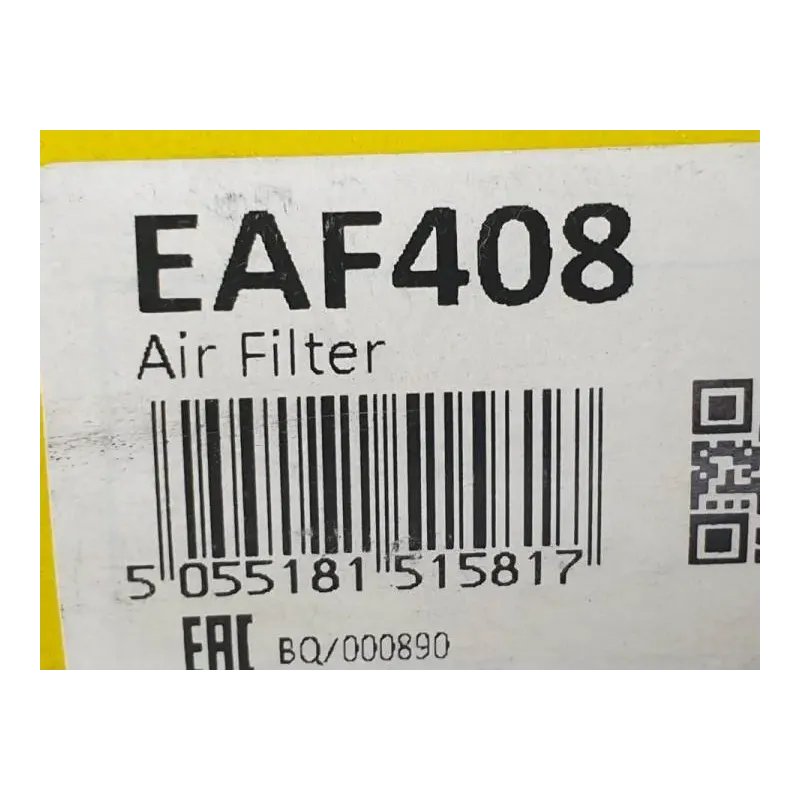 EAF408
Air Filter
5 055181 515817
EAC BQ/000890